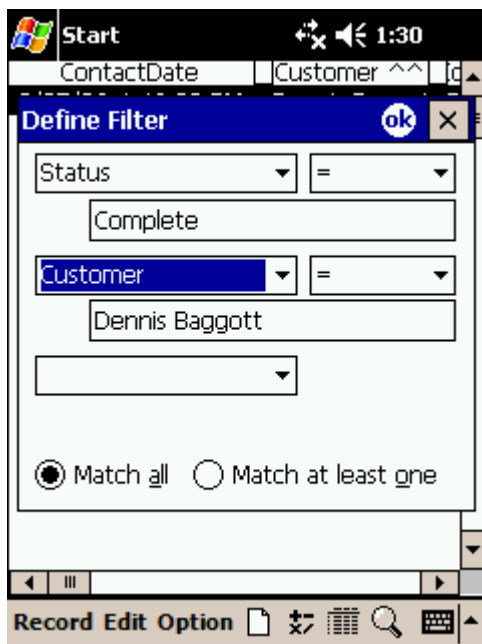 Start 1:30
ContactDate Customer ^^
Define Filter ok
Status =
Complete
Customer =
Dennis Baggott
Match all Match at least one
Record Edit Option